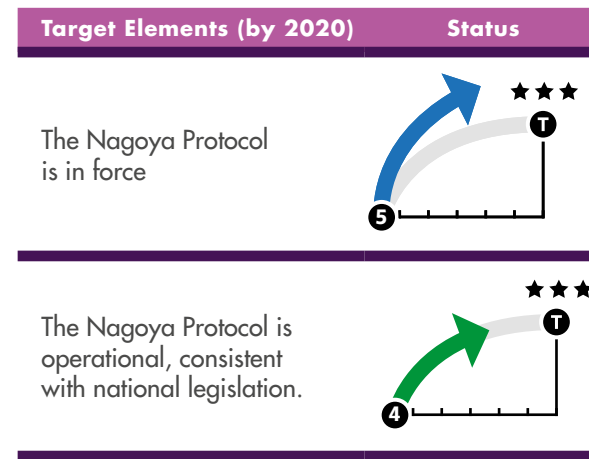 Target Elements (by 2020) Status
The Nagoya Protocol
is in force
T
5
The Nagoya Protocol is
operational, consistent
with national legislation.
T
4